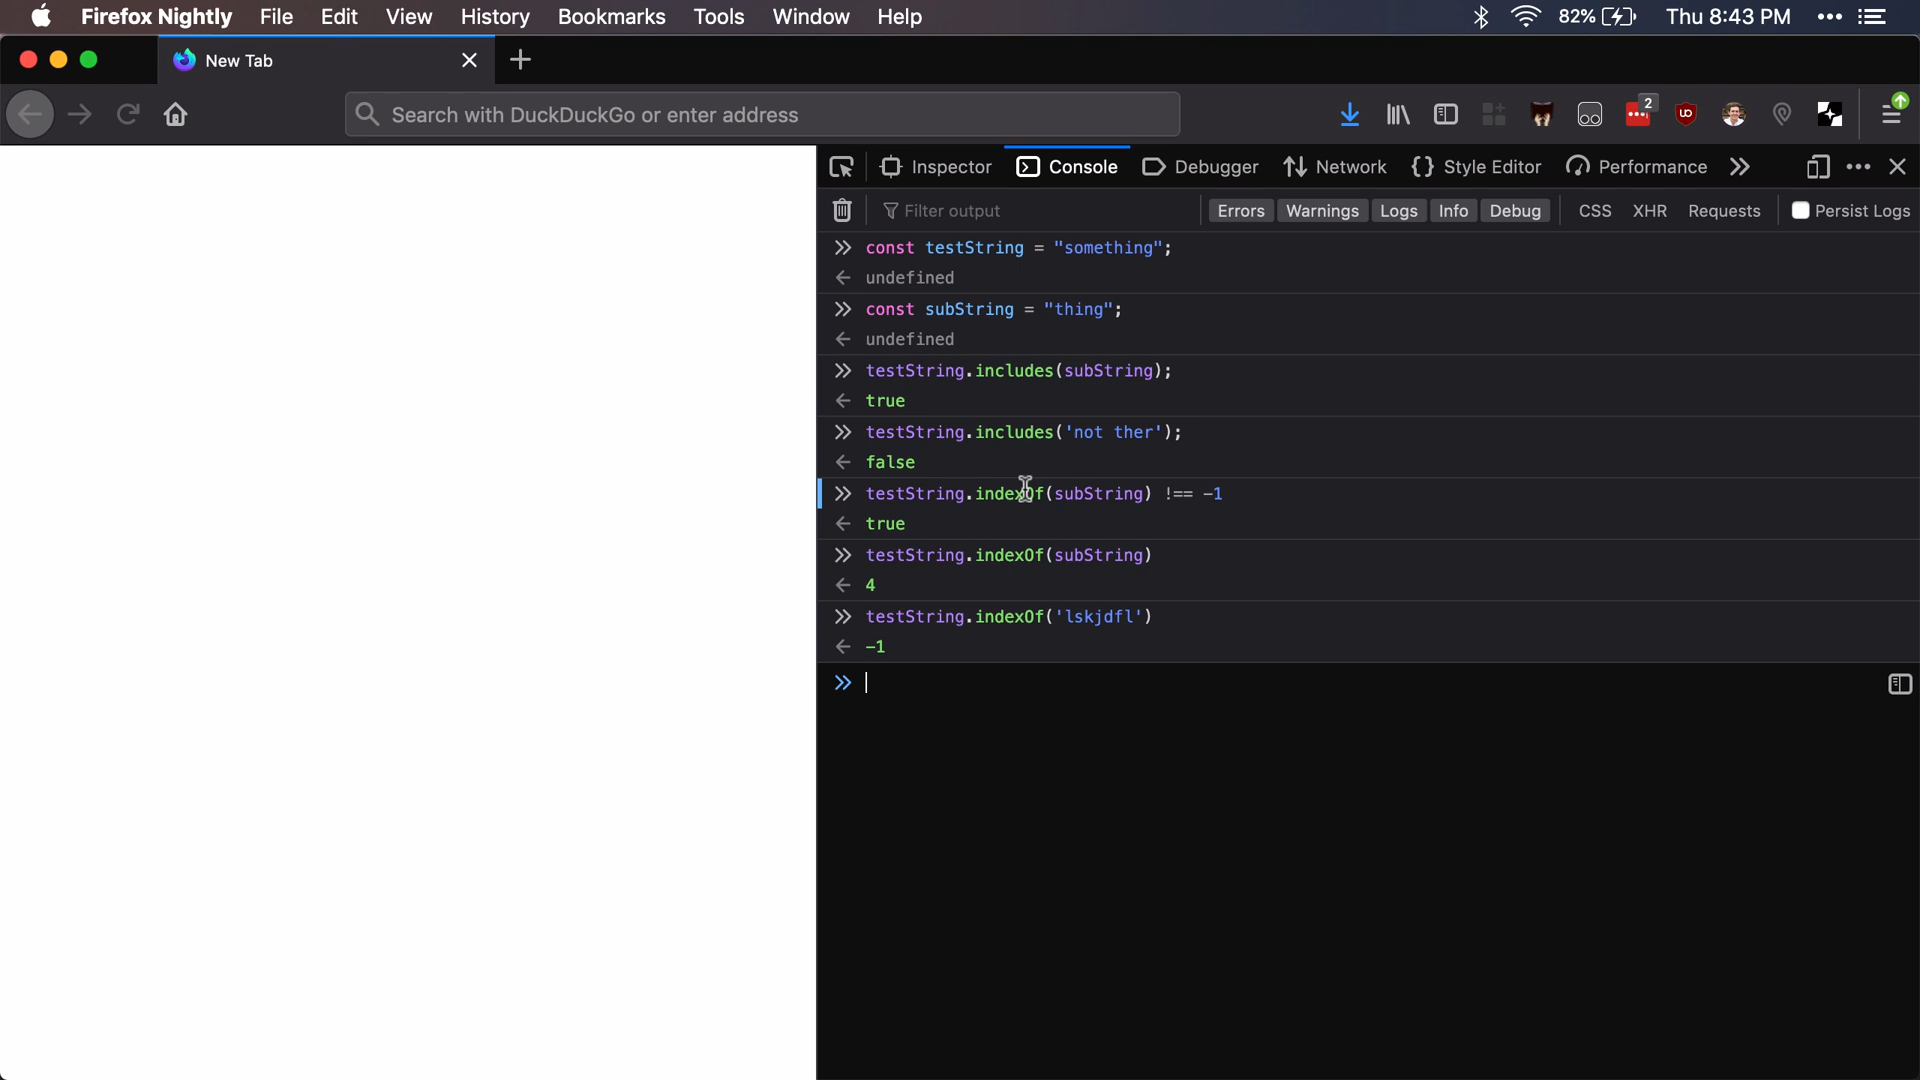 Firefox Nightly File Edit View History Bookmarks Tools Window Help 82% Thu 8:43 PM
New Tab
Search with DuckDuckGo or enter address 2
Inspector Console Debugger Network Style Editor Performance
Filter output Errors Warnings Logs Info Debug CSS XHR Requests Persist Logs
const testString = "something";
undefined
const subString = "thing";
undefined
testString.includes(subString);
true
testString.includes('not ther');
false
testString.indexOf(subString) !== -1
true
testString.indexOf(subString)
4
testString.indexOf('lskjdfl')
-1